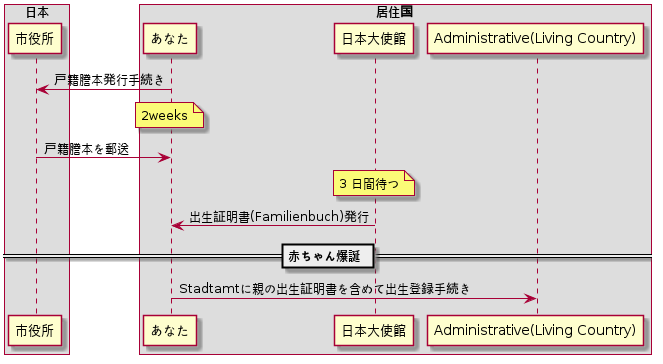 日本
居住国
市役所
あなた
日本大使館
Administrative(Living Country)
戸籍謄本発行手続き
2weeks
戸籍謄本を郵送
3 日間待つ
出生証明書(Familienbuch)発行
赤ちゃん爆誕
Stadtamtに親の出生証明書を含めて出生登録手続き
市役所
あなた
日本大使館
Administrative(Living Country)